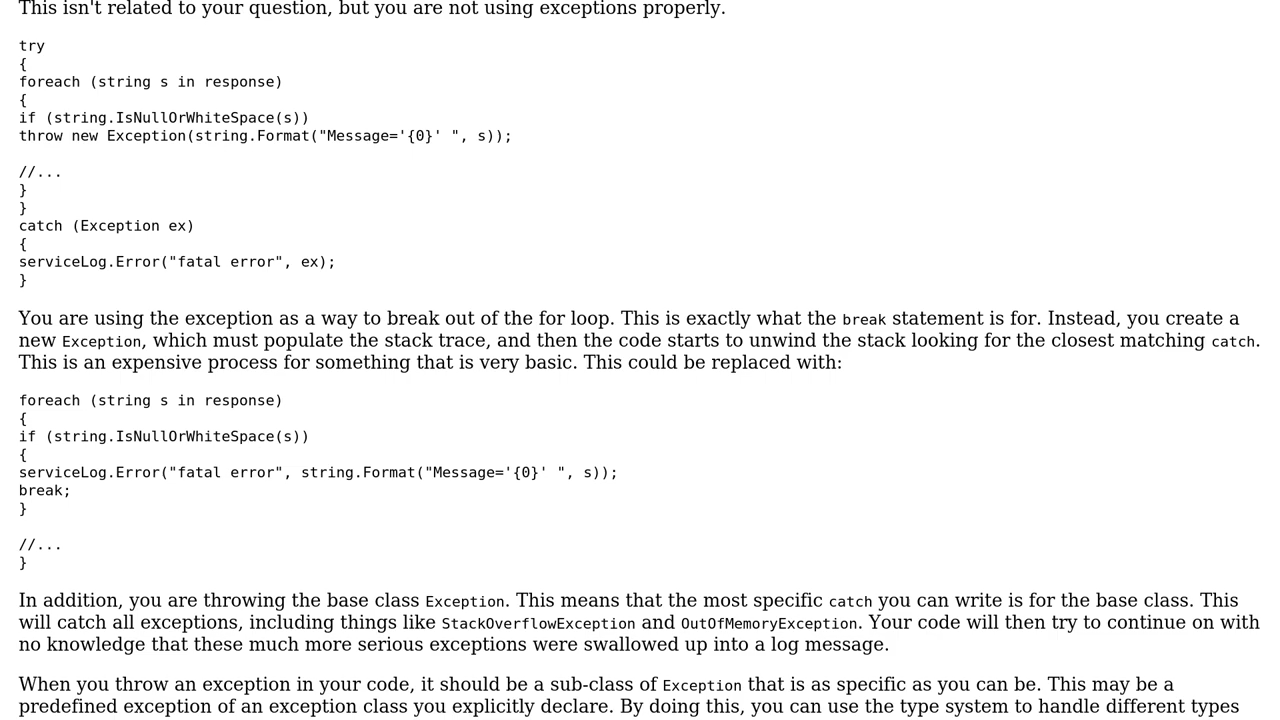 This isn't related to your question, but you are not using exceptions properly.
try
{
foreach (string s in response)
{
if (string.IsNullOrWhiteSpace(s))
throw new Exception(string.Format("Message='{0}' ", s));
//...
}
}
catch (Exception ex)
{
serviceLog.Error("fatal error", ex);
}
You are using the exception as a way to break out of the for loop. This is exactly what the break statement is for. Instead, you create a
new Exception, which must populate the stack trace, and then the code starts to unwind the stack looking for the closest matching catch.
This is an expensive process for something that is very basic. This could be replaced with:
foreach (string s in response)
{
if (string.IsNullOrWhiteSpace(s))
{
serviceLog.Error("fatal error", string.Format("Message='{0}' ", s));
break;
}
//...
}
In addition, you are throwing the base class Exception. This means that the most specific catch you can write is for the base class. This
will catch all exceptions, including things like StackOverflowException and OutOfMemoryException. Your code will then try to continue on with
no knowledge that these much more serious exceptions were swallowed up into a log message.
When you throw an exception in your code, it should be a sub-class of Exception that is as specific as you can be. This may be a
predefined exception of an exception class you explicitly declare. By doing this, you can use the type system to handle different types